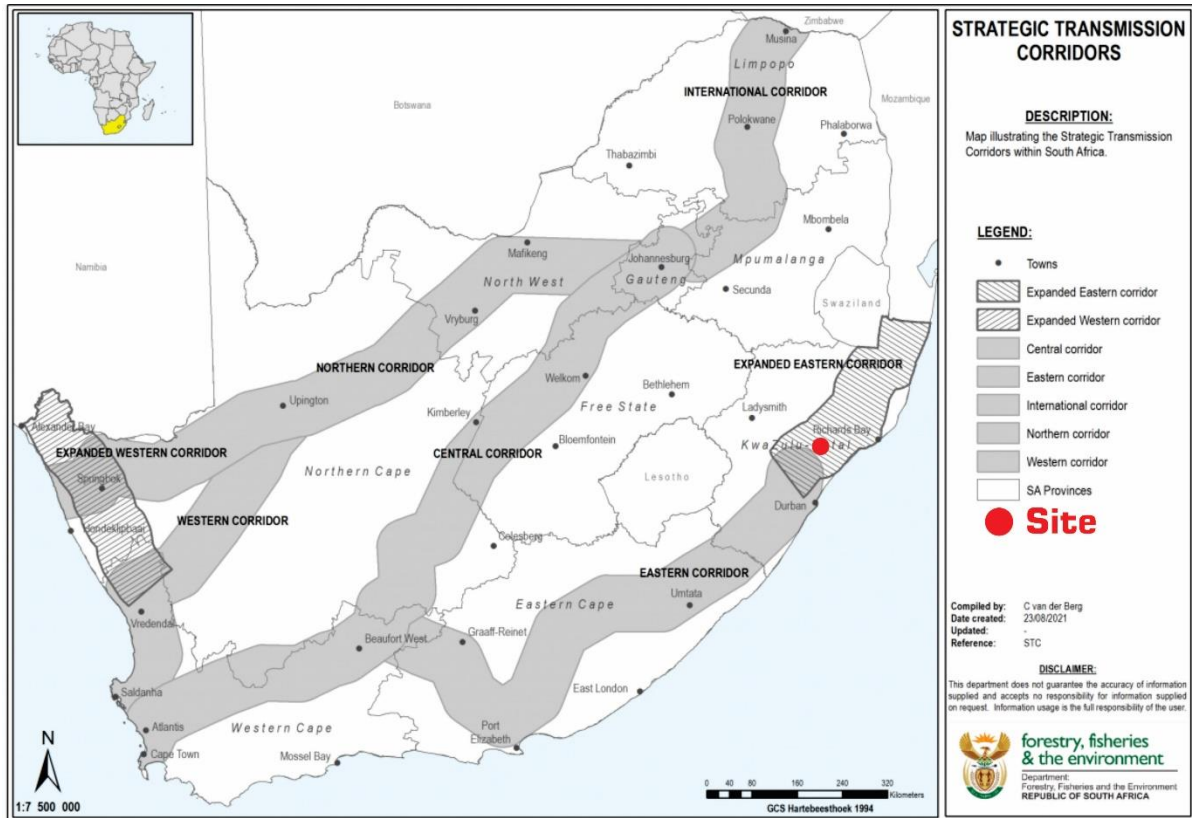 Zimbabwe
Musina
Limpopo
INTERNATIONAL CORRIDOR
Botswana
Mozambique
Polokwane
Phalaborwa
Thabazimbi
Mbombela
Mafikeng
Johannesburg
Namibia
North West
Gauteng
Mpumalanga
Secunda
Swaziland
Vryburg
NORTHERN CORRIDOR
EXPANDED EASTERN CORRIDOR
Welkom
Bethlehem
Upington
Kimberley
Free State
Ladysmith
Alexander Bay
Richards Bay
EXPANDED WESTERN CORRIDOR
CENTRAL CORRIDOR
Bloemfontein
Northern Cape
Lesotho
Springbok
Durban
WESTERN CORRIDOR
Colesberg
EASTERN CORRIDOR
Eastern Cape
Umtata
Vredendal
Beaufort West
Graaff-Reinet
Saldanha
East London
Atlantis
Western Cape
Port
Elizabeth
Cape Town
Mossel Bay
N
1:7 500 000
0 40 80 160 240 320
Kilometers
GCS Hartebeesthoek 1994
STRATEGIC TRANSMISSION
CORRIDORS
DESCRIPTION:
Map illustrating the Strategic Transmission
Corridors within South Africa.
LEGEND:
Towns
Expanded Eastern corridor
Expanded Western corridor
Central corridor
Eastern corridor
International corridor
Northern corridor
Western corridor
SA Provinces
Site
Compiled by: C van der Berg
Date created: 23/08/2021
Updated: -
Reference: STC
DISCLAIMER:
This department does not guarantee the accuracy of information
supplied and accepts no responsibility for information supplied
on request. Information usage is the full responsibility of the user.
forestry, fisheries
& the environment
Department:
Forestry, Fisheries and the Environment
REPUBLIC OF SOUTH AFRICA